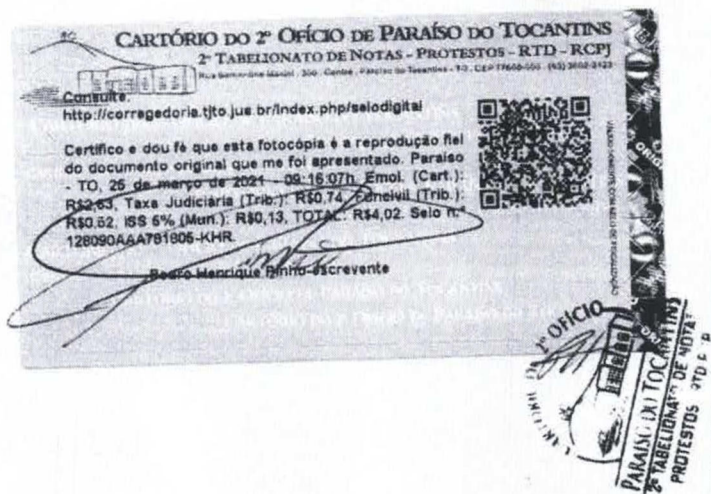 CARTÓRIO DO 2º OFÍCIO DE PARAÍSO DO TOCANTINS
2º TABELIONATO DE NOTAS - PROTESTOS - RTD - RCPJ
Consulte.
http://corregedoria.tjto.jus.br/index.php/selodigital
Certifico e dou fé que esta fotocópia é a reprodução fiel
do documento original que me foi apresentado. Paraíso
- TO, 25 de março de 2021 - 09:16:07h. Emol. (Cart.):
R$2,63, Taxa Judiciária (Trib.): R$0,74, Funcivil (Trib.):
R$0,52, ISS 5% (Mun.): R$0,13, TOTAL: R$4,02. Selo n.º
128090AAA781805-KHR.
Pedro Henrique Pinho-escrevente
2º OFÍCIO
PARAÍSO DO TOCANTINS
2º TABELIONATO DE NOTAS
PROTESTOS